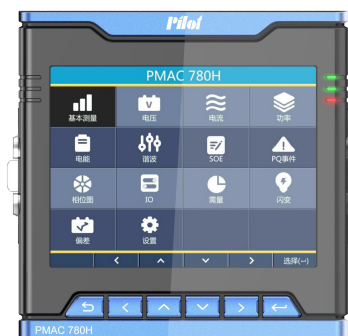 Pilot
PMAC 780H
基本测量 电压 电流 功率
电能 谐波 SOE PQ事件
相位图 IO 需量 闪变
偏差 设置
选择(↵)
PMAC 780H